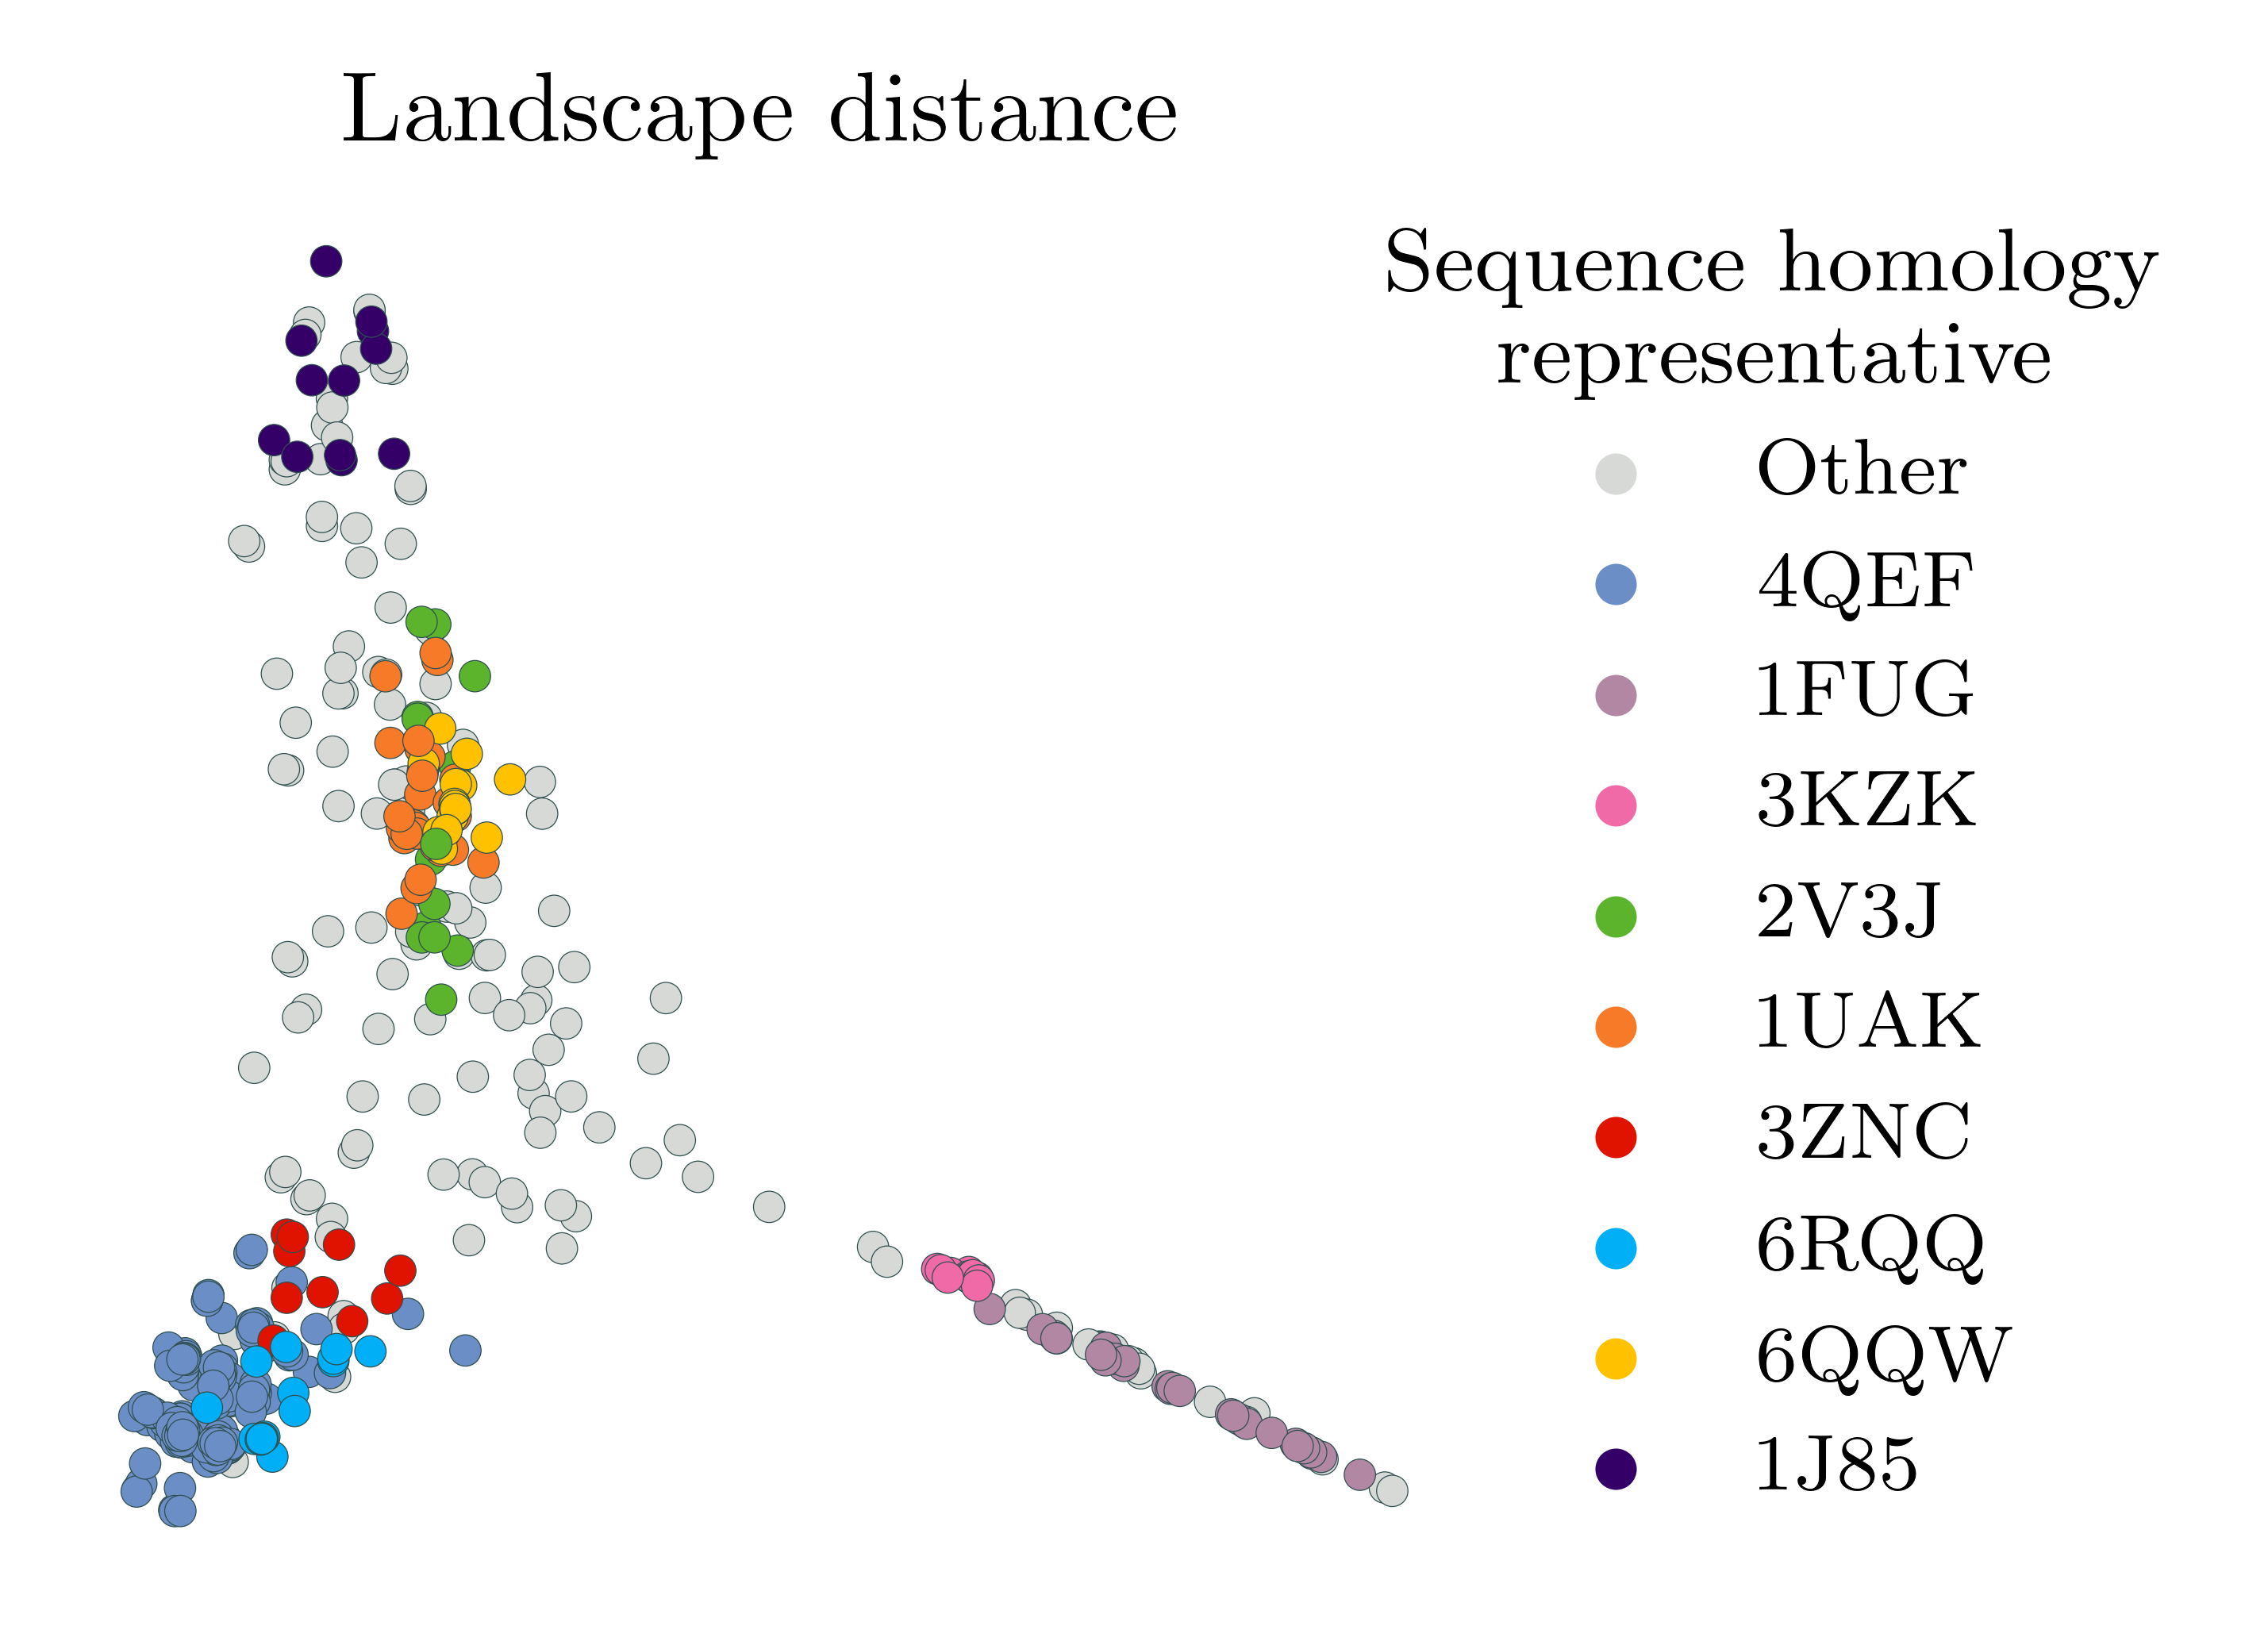 Landscape distance
Sequence homology
representative
Other
4QEF
1FUG
3KZK
2V3J
1UAK
3ZNC
6RQQ
6QQW
1J85